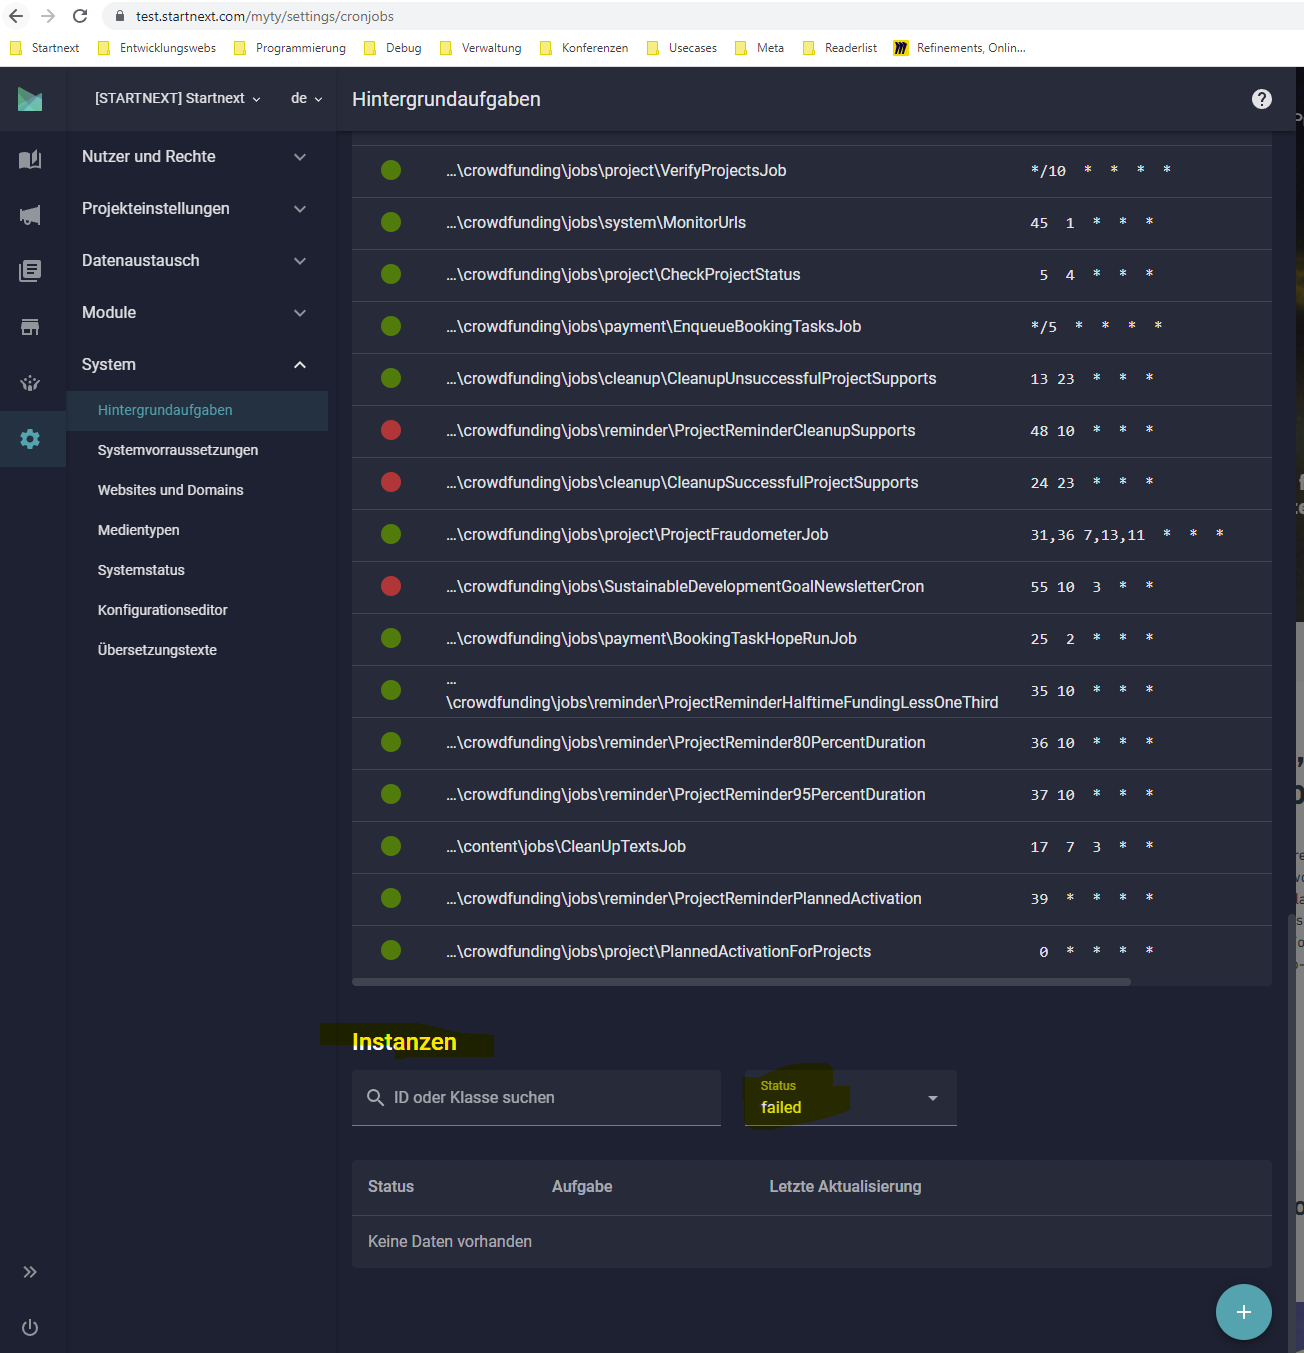 test.startnext.com/myty/settings/cronjobs
Startnext Entwicklungswebs Programmierung Debug Verwaltung Konferenzen Usecases Meta Readerlist Refinements, Onlin...
[STARTNEXT] Startnext de Hintergrundaufgaben
Nutzer und Rechte
Projekteinstellungen
Datenaustausch
Module
System
Hintergrundaufgaben
Systemvorraussetzungen
Websites und Domains
Medientypen
Systemstatus
Konfigurationseditor
Übersetzungstexte
...\crowdfunding\jobs\project\VerifyProjectsJob */10 * * * *
...\crowdfunding\jobs\system\MonitorUrls 45 1 * * *
...\crowdfunding\jobs\project\CheckProjectStatus 5 4 * * *
...\crowdfunding\jobs\payment\EnqueueBookingTasksJob */5 * * * *
...\crowdfunding\jobs\cleanup\CleanupUnsuccessfulProjectSupports 13 23 * * *
...\crowdfunding\jobs\reminder\ProjectReminderCleanupSupports 48 10 * * *
...\crowdfunding\jobs\cleanup\CleanupSuccessfulProjectSupports 24 23 * * *
...\crowdfunding\jobs\project\ProjectFraudometerJob 31,36 7,13,11 * * *
...\crowdfunding\jobs\SustainableDevelopmentGoalNewsletterCron 55 10 3 * *
...\crowdfunding\jobs\payment\BookingTaskHopeRunJob 25 2 * * *
...
\crowdfunding\jobs\reminder\ProjectReminderHalftimeFundingLessOneThird 35 10 * * *
...\crowdfunding\jobs\reminder\ProjectReminder80PercentDuration 36 10 * * *
...\crowdfunding\jobs\reminder\ProjectReminder95PercentDuration 37 10 * * *
...\content\jobs\CleanUpTextsJob 17 7 3 * *
...\crowdfunding\jobs\reminder\ProjectReminderPlannedActivation 39 * * * *
...\crowdfunding\jobs\project\PlannedActivationForProjects 0 * * * *
Instanzen
ID oder Klasse suchen
Status
failed
Status Aufgabe Letzte Aktualisierung
Keine Daten vorhanden